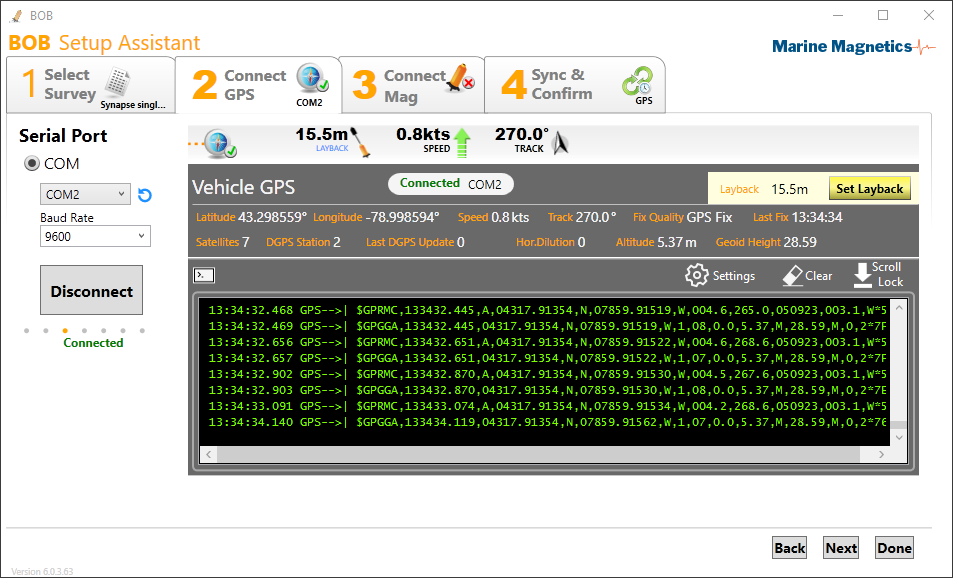 BOB
BOB Setup Assistant
Marine Magnetics
1 Select Survey Synapse singl...
2 Connect GPS COM2
3 Connect Mag
4 Sync & Confirm GPS
Serial Port
COM
COM2
Baud Rate
9600
Disconnect
Connected
15.5m LAYBACK 0.8kts SPEED 270.0° TRACK
Vehicle GPS Connected COM2 Layback 15.5m Set Layback
Latitude 43.298559° Longitude -78.998594° Speed 0.8 kts Track 270.0° Fix Quality GPS Fix Last Fix 13:34:34
Satellites 7 DGPS Station 2 Last DGPS Update 0 Hor.Dilution 0 Altitude 5.37 m Geoid Height 28.59
Settings Clear Scroll Lock
13:34:32.468 GPS-->| $GPRMC,133432.445,A,04317.91354,N,07859.91519,W,004.6,265.0,050923,003.1,W*5
13:34:32.469 GPS-->| $GPGGA,133432.445,04317.91354,N,07859.91519,W,1,08,0.0,5.37,M,28.59,M,0,2*7F
13:34:32.656 GPS-->| $GPRMC,133432.651,A,04317.91354,N,07859.91522,W,004.6,268.6,050923,003.1,W*5
13:34:32.657 GPS-->| $GPGGA,133432.651,04317.91354,N,07859.91522,W,1,07,0.0,5.37,M,28.59,M,0,2*7F
13:34:32.902 GPS-->| $GPRMC,133432.870,A,04317.91354,N,07859.91530,W,004.5,267.6,050923,003.1,W*5
13:34:32.903 GPS-->| $GPGGA,133432.870,04317.91354,N,07859.91530,W,1,08,0.0,5.37,M,28.59,M,0,2*7E
13:34:33.091 GPS-->| $GPRMC,133433.074,A,04317.91354,N,07859.91534,W,004.2,268.6,050923,003.1,W*5
13:34:34.140 GPS-->| $GPGGA,133434.119,04317.91354,N,07859.91562,W,1,07,0.0,5.37,M,28.59,M,0,2*76
Back Next Done
Version 6.0.3.63